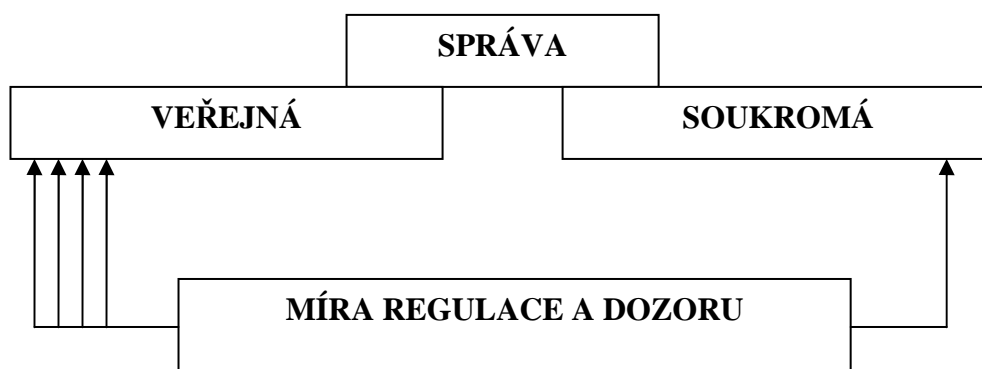 SPRÁVA
VEŘEJNÁ
SOUKROMÁ
MÍRA REGULACE A DOZORU